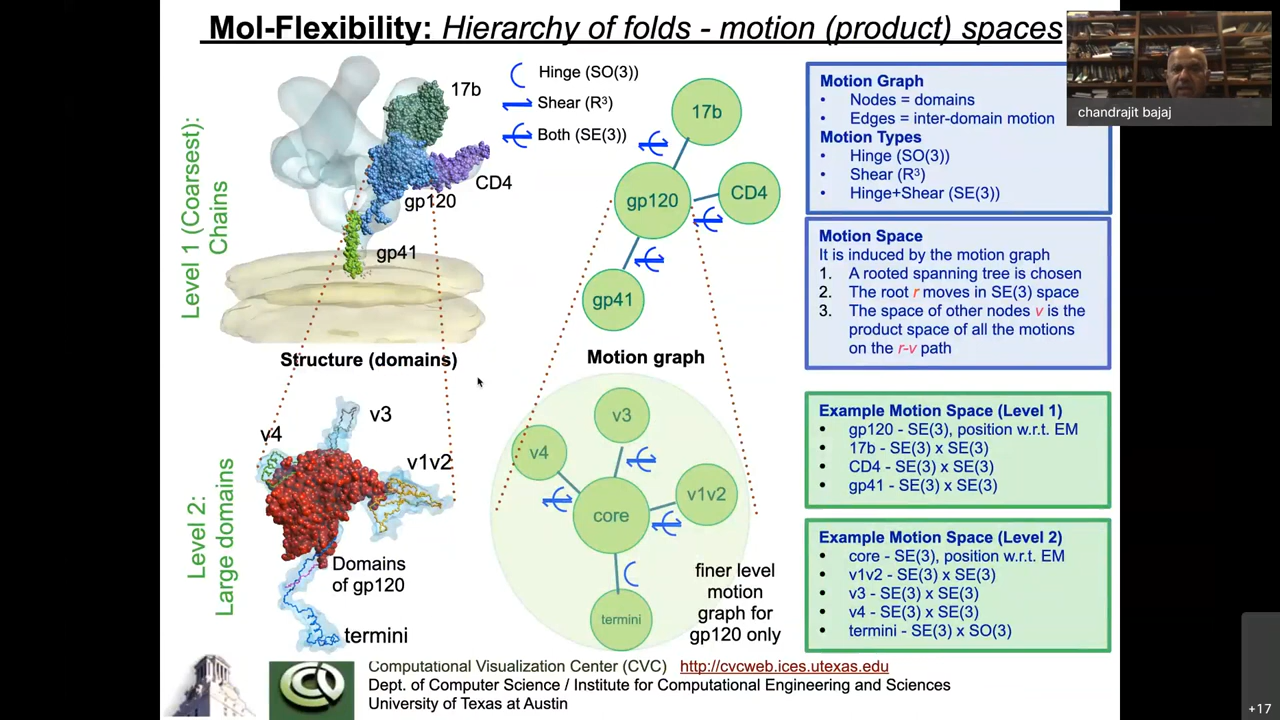 Mol-Flexibility: Hierarchy of folds - motion (product) spaces
chandrajit bajaj
Level 1 (Coarsest):
Chains
17b
CD4
gp120
gp41
Structure (domains)
Hinge (SO(3))
Shear (R³)
Both (SE(3))
17b
gp120
CD4
gp41
Motion graph
Motion Graph
• Nodes = domains
• Edges = inter-domain motion
Motion Types
• Hinge (SO(3))
• Shear (R³)
• Hinge+Shear (SE(3))
Motion Space
It is induced by the motion graph
1. A rooted spanning tree is chosen
2. The root r moves in SE(3) space
3. The space of other nodes v is the
product space of all the motions
on the r-v path
Level 2:
Large domains
v3
v4
v1v2
Domains
of gp120
termini
v3
v4
v1v2
core
termini
finer level
motion
graph for
gp120 only
Example Motion Space (Level 1)
• gp120 - SE(3), position w.r.t. EM
• 17b - SE(3) x SE(3)
• CD4 - SE(3) x SE(3)
• gp41 - SE(3) x SE(3)
Example Motion Space (Level 2)
• core - SE(3), position w.r.t. EM
• v1v2 - SE(3) x SE(3)
• v3 - SE(3) x SE(3)
• v4 - SE(3) x SE(3)
• termini - SE(3) x SO(3)
Computational Visualization Center (CVC) http://cvcweb.ices.utexas.edu
Dept. of Computer Science / Institute for Computational Engineering and Sciences
University of Texas at Austin
+17